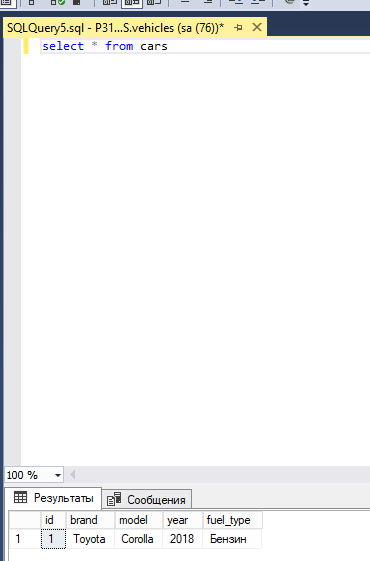 SQLQuery5.sql - P31...S.vehicles (sa (76))*
select * from cars
100 %
Результаты
Сообщения
id brand model year fuel_type
1 1 Toyota Corolla 2018 Бензин